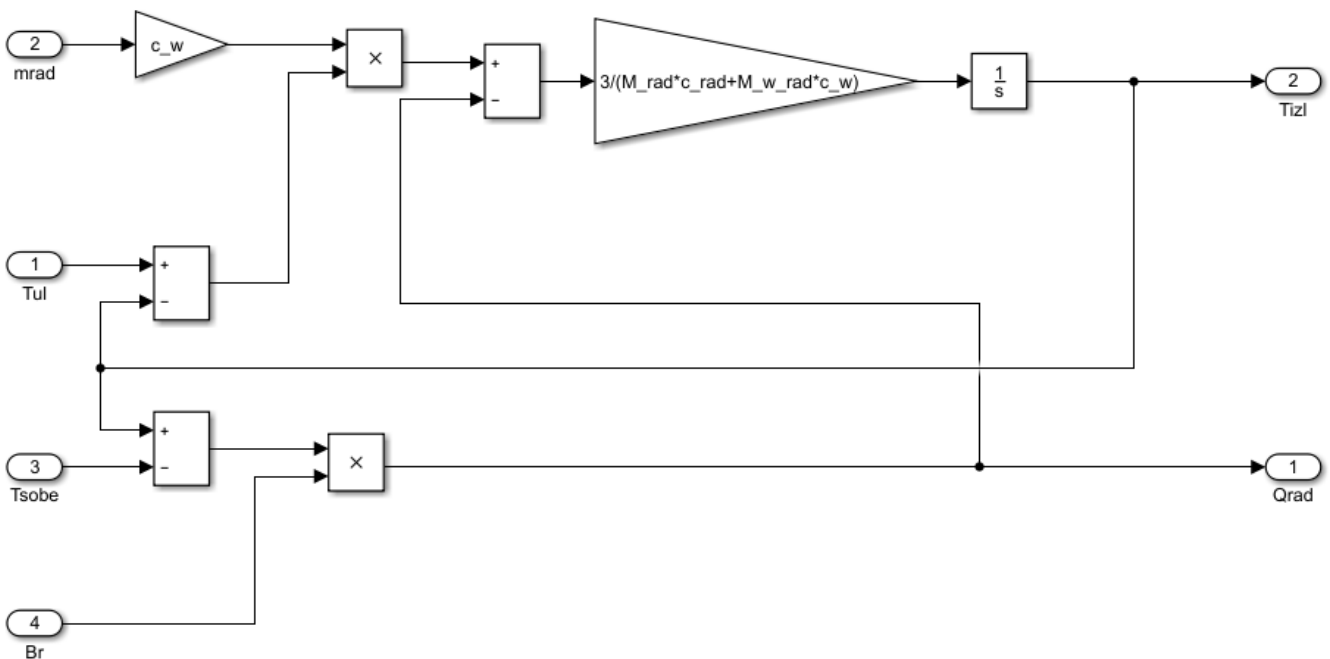 2
mrad
c_w
×
+
−
3/(M_rad*c_rad+M_w_rad*c_w)
1
s
2
Tizl
1
Tul
+
−
+
−
3
Tsobe
×
1
Qrad
4
Br